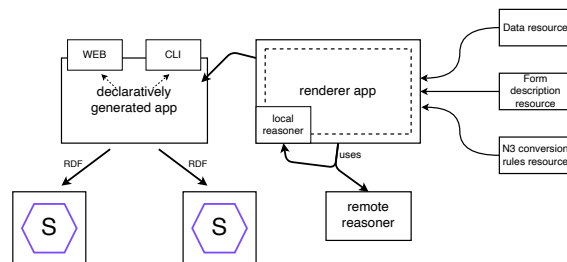 WEB
CLI
declaratively
generated app
renderer app
local
reasoner
uses
Data resource
Form
description
resource
N3 conversion
rules resource
RDF
RDF
S
S
remote
reasoner